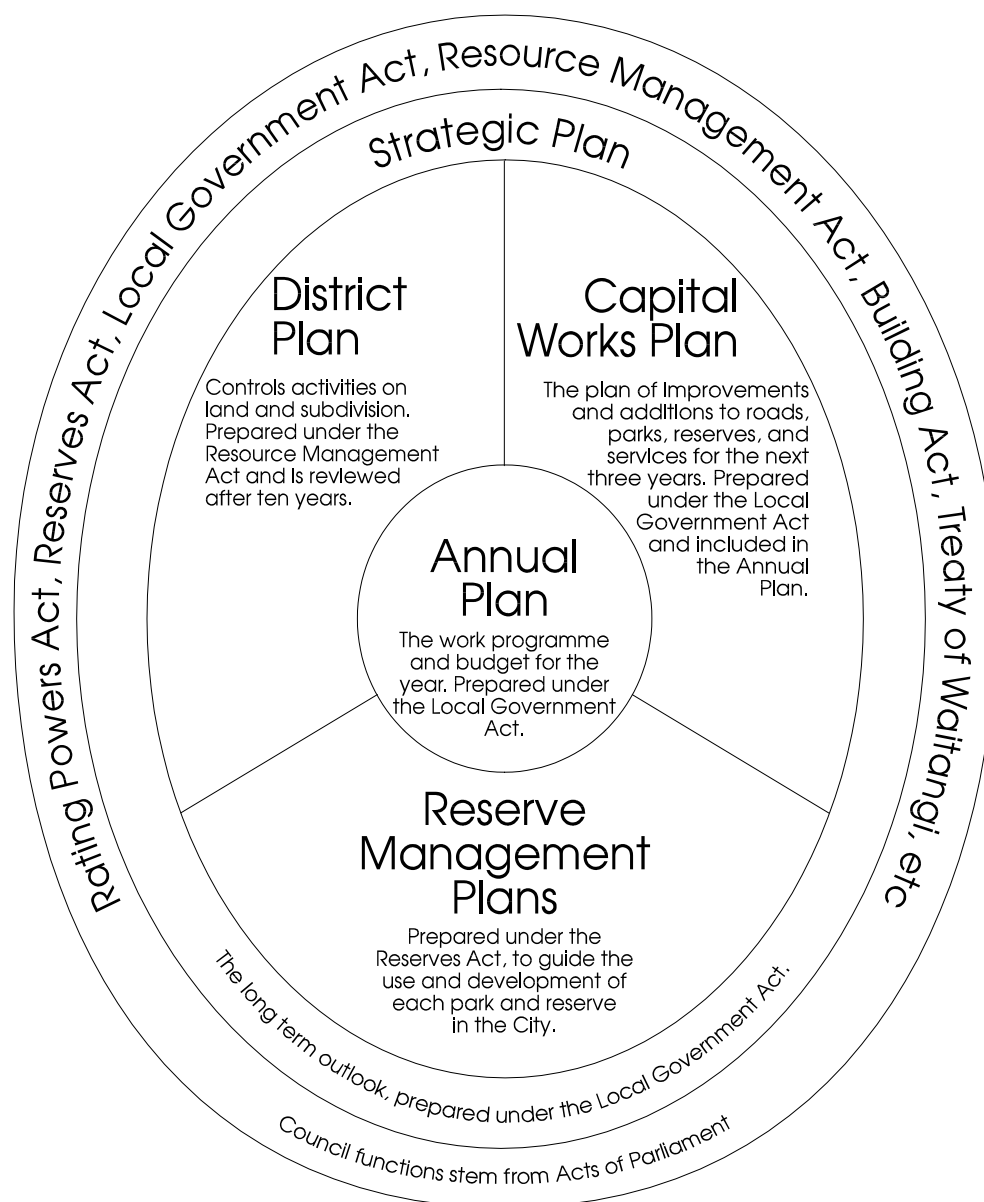 Rating Powers Act, Reserves Act, Local Government Act, Resource Management Act, Building Act, Treaty of Waitangi, etc
Strategic Plan
District
Plan
Controls activities on
land and subdivision.
Prepared under the
Resource Management
Act and is reviewed
after ten years.
Capital
Works Plan
The plan of improvements
and additions to roads,
parks, reserves, and
services for the next
three years. Prepared
under the Local
Government Act
and included in
the Annual
Plan.
Annual
Plan
The work programme
and budget for the
year. Prepared under
the Local Government
Act.
Reserve
Management
Plans
Prepared under the
Reserves Act, to guide the
use and development of
each park and reserve
in the City.
The long term outlook, prepared under the Local Government Act.
Council functions stem from Acts of Parliament